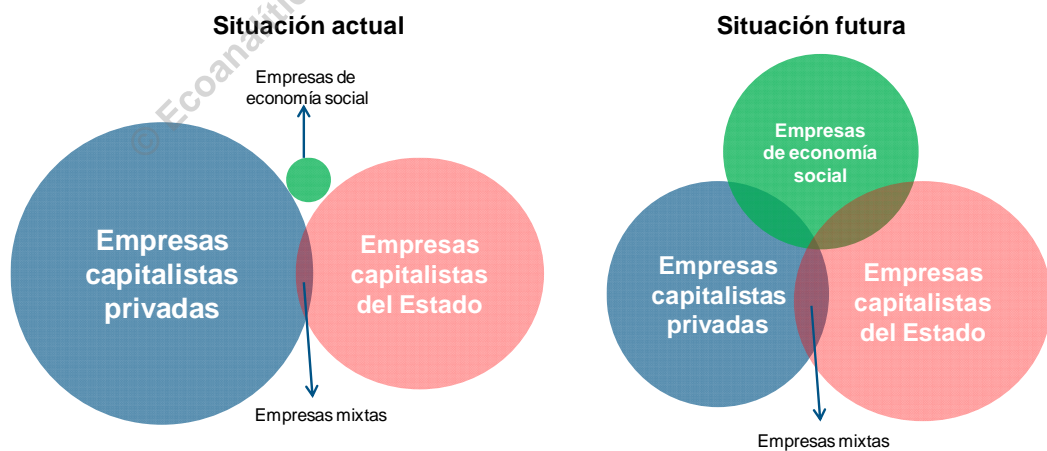 Situación actual
© Ecoanalític
Empresas de
economía social
Empresas
capitalistas
privadas
Empresas
capitalistas
del Estado
Empresas mixtas
Situación futura
Empresas
de economía
social
Empresas
capitalistas
privadas
Empresas
capitalistas
del Estado
Empresas mixtas